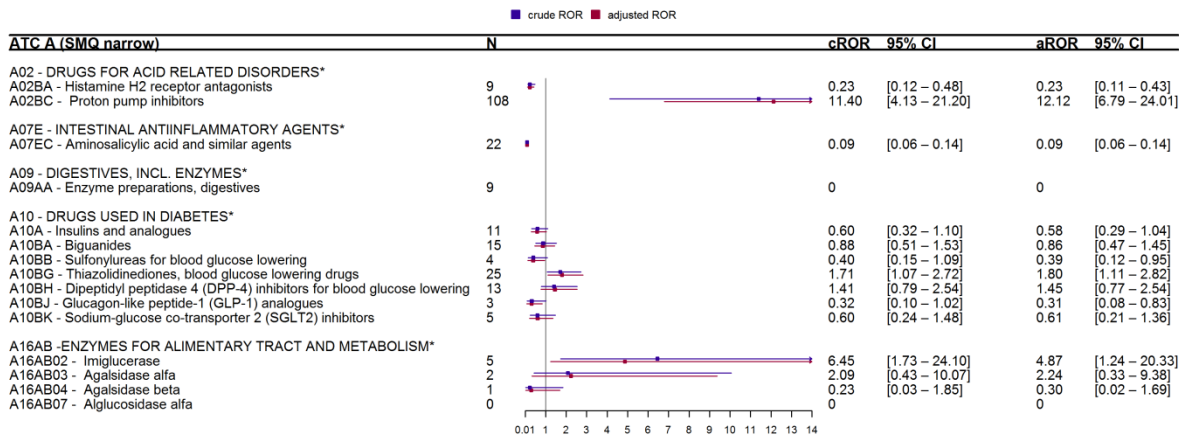 crude ROR adjusted ROR
ATC A (SMQ narrow) N cROR 95% CI aROR 95% CI
A02 - DRUGS FOR ACID RELATED DISORDERS*
A02BA - Histamine H2 receptor antagonists 9 0.23 [0.12 – 0.48] 0.23 [0.11 – 0.43]
A02BC - Proton pump inhibitors 108 11.40 [4.13 – 21.20] 12.12 [6.79 – 24.01]
A07E - INTESTINAL ANTIINFLAMMATORY AGENTS*
A07EC - Aminosalicylic acid and similar agents 22 0.09 [0.06 – 0.14] 0.09 [0.06 – 0.14]
A09 - DIGESTIVES, INCL. ENZYMES*
A09AA - Enzyme preparations, digestives 9 0 0
A10 - DRUGS USED IN DIABETES*
A10A - Insulins and analogues 11 0.60 [0.32 – 1.10] 0.58 [0.29 – 1.04]
A10BA - Biguanides 15 0.88 [0.51 – 1.53] 0.86 [0.47 – 1.45]
A10BB - Sulfonylureas for blood glucose lowering 4 0.40 [0.15 – 1.09] 0.39 [0.12 – 0.95]
A10BG - Thiazolidinediones, blood glucose lowering drugs 25 1.71 [1.07 – 2.72] 1.80 [1.11 – 2.82]
A10BH - Dipeptidyl peptidase 4 (DPP-4) inhibitors for blood glucose lowering 13 1.41 [0.79 – 2.54] 1.45 [0.77 – 2.54]
A10BJ - Glucagon-like peptide-1 (GLP-1) analogues 3 0.32 [0.10 – 1.02] 0.31 [0.08 – 0.83]
A10BK - Sodium-glucose co-transporter 2 (SGLT2) inhibitors 5 0.60 [0.24 – 1.48] 0.61 [0.21 – 1.36]
A16AB -ENZYMES FOR ALIMENTARY TRACT AND METABOLISM*
A16AB02 - Imiglucerase 5 6.45 [1.73 – 24.10] 4.87 [1.24 – 20.33]
A16AB03 - Agalsidase alfa 2 2.09 [0.43 – 10.07] 2.24 [0.33 – 9.38]
A16AB04 - Agalsidase beta 1 0.23 [0.03 – 1.85] 0.30 [0.02 – 1.69]
A16AB07 - Alglucosidase alfa 0 0 0
0.01 1 2 3 4 5 6 7 8 9 10 11 12 13 14